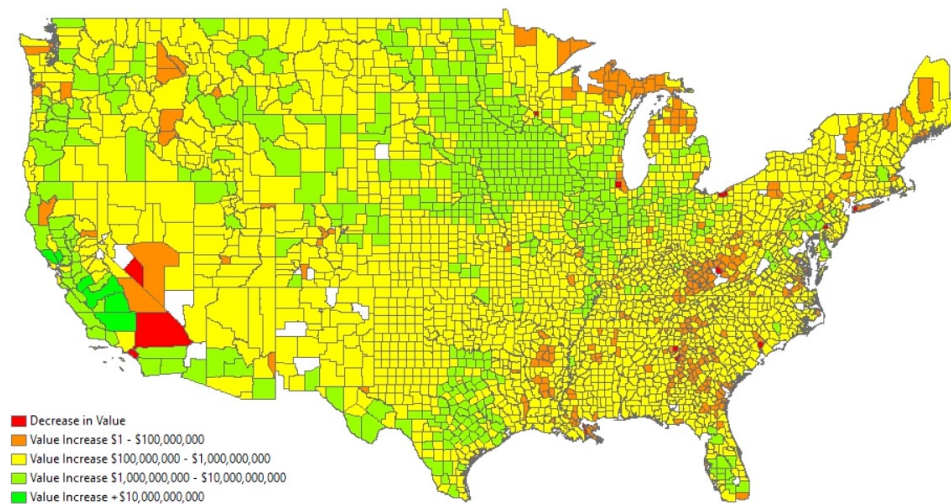 Decrease in Value
Value Increase $1 - $100,000,000
Value Increase $100,000,000 - $1,000,000,000
Value Increase $1,000,000,000 - $10,000,000,000
Value Increase +$10,000,000,000